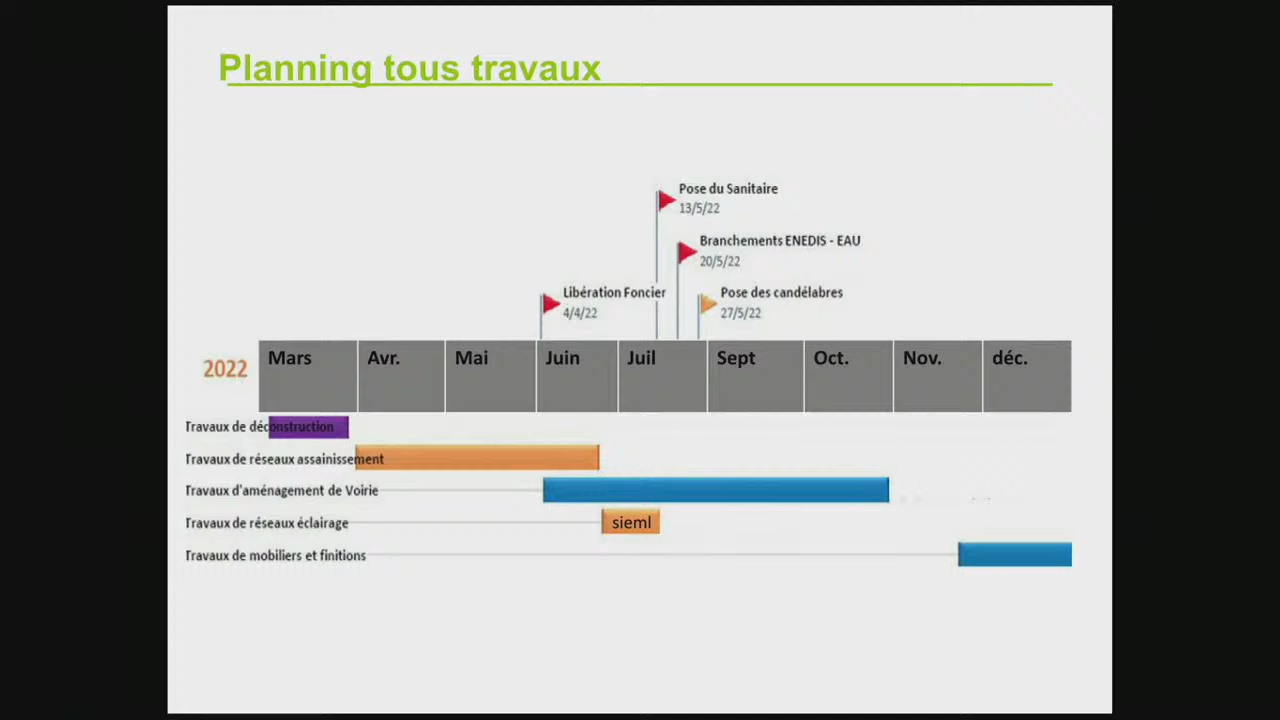 Planning tous travaux
Pose du Sanitaire
13/5/22
Branchements ENEDIS - EAU
20/5/22
Libération Foncier
4/4/22
Pose des candélabres
27/5/22
2022
Mars
Avr.
Mai
Juin
Juil
Sept
Oct.
Nov.
déc.
Travaux de déconstruction
Travaux de réseaux assainissement
Travaux d'aménagement de Voirie
Travaux de réseaux éclairage
sieml
Travaux de mobiliers et finitions